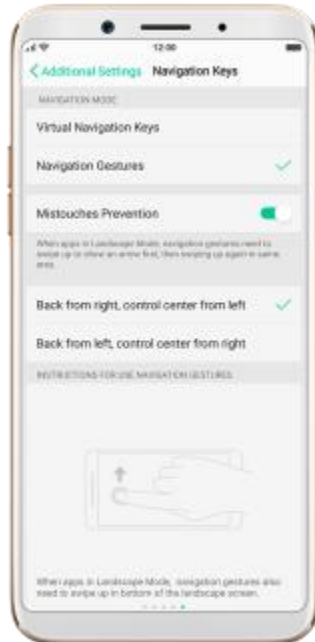 12:00
Additional Settings Navigation Keys
NAVIGATION MODE
Virtual Navigation Keys
Navigation Gestures
Mistouches Prevention
When apps in Landscape Mode, navigation gestures need to
swipe up to show an arrow first, then swiping up again in same
area.
Back from right, control center from left
Back from left, control center from right
INSTRUCTIONS FOR USE NAVIGATION GESTURES
When apps in Landscape Mode, navigation gestures also
need to swipe up in bottom of the landscape screen.